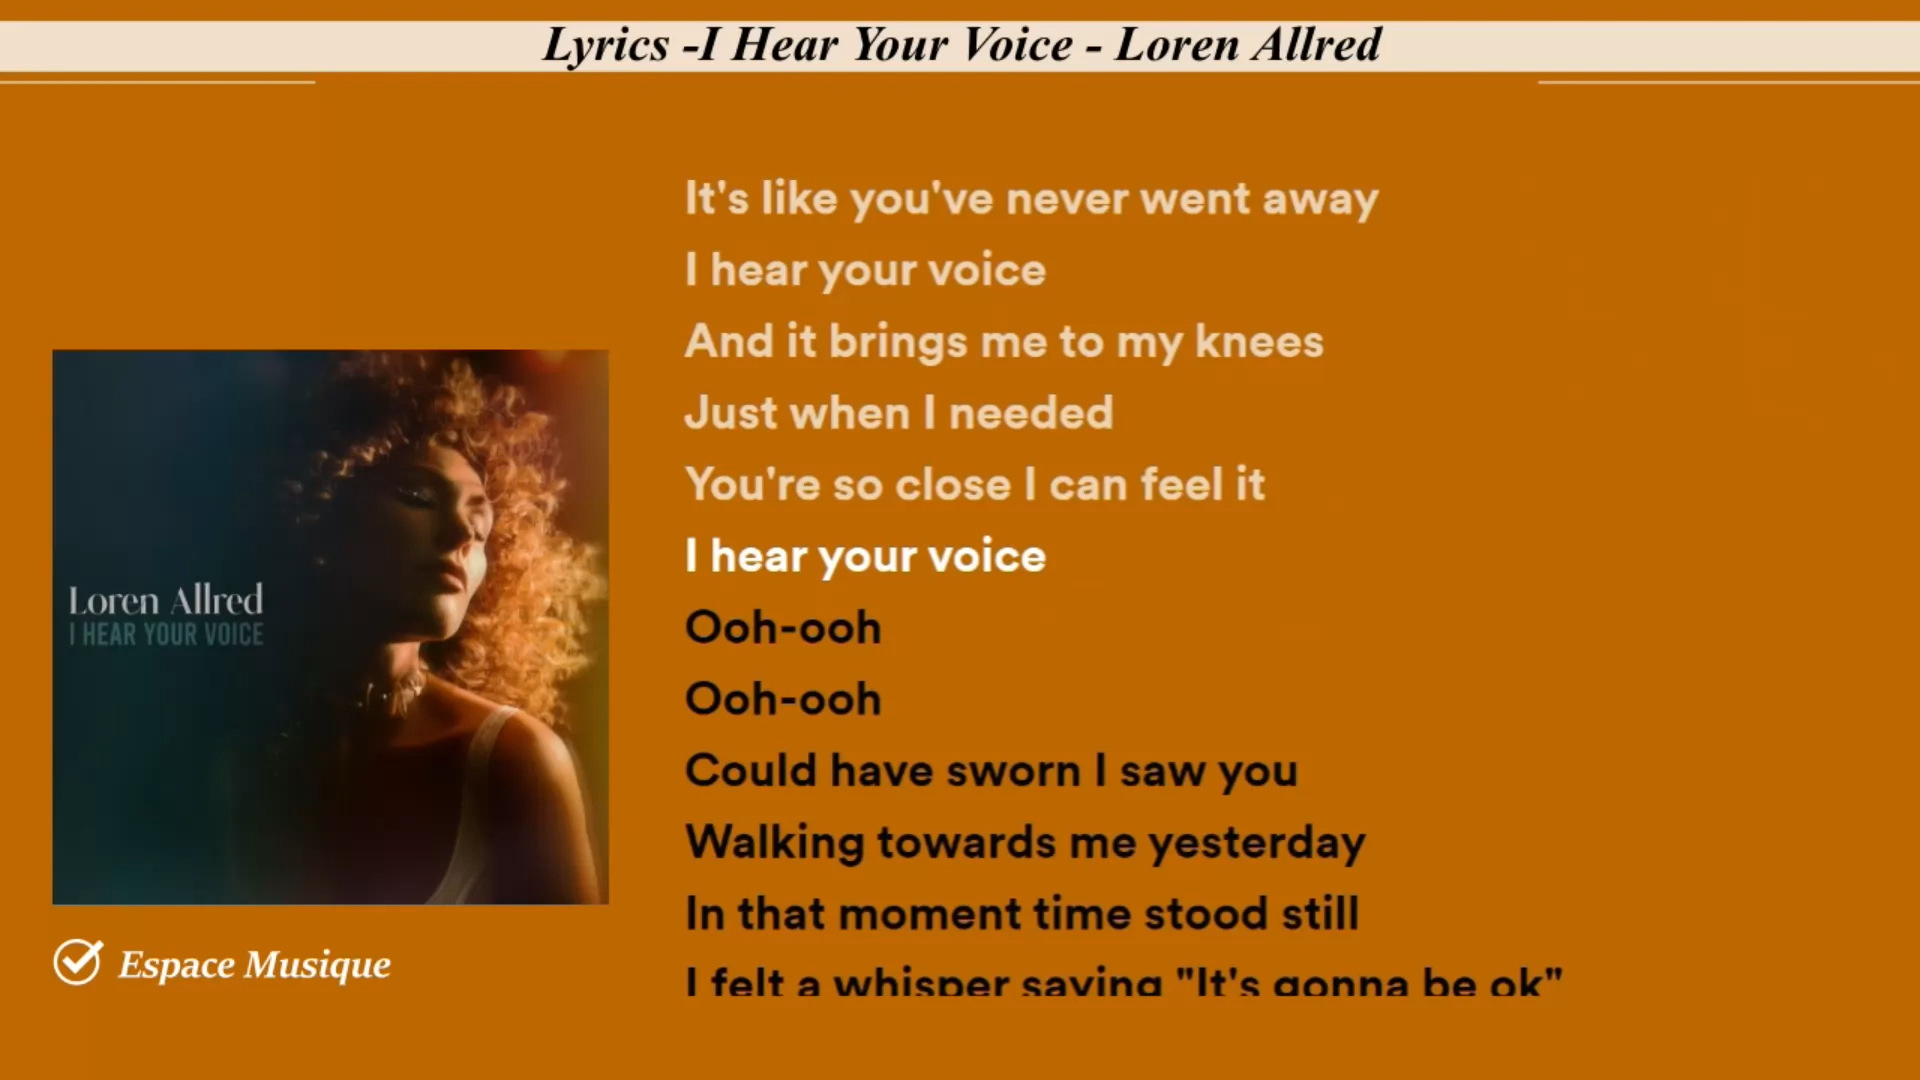 Lyrics -I Hear Your Voice - Loren Allred
It's like you've never went away
I hear your voice
And it brings me to my knees
Just when I needed
You're so close I can feel it
I hear your voice
Ooh-ooh
Ooh-ooh
Could have sworn I saw you
Walking towards me yesterday
In that moment time stood still
I felt a whisper saying "It's gonna be ok"
Loren Allred
I HEAR YOUR VOICE
Espace Musique